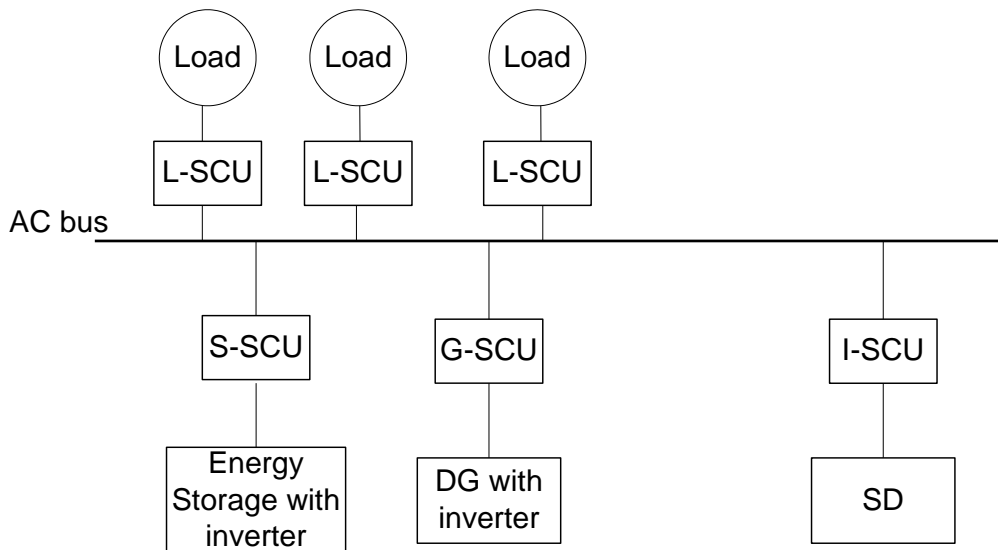 Load
Load
Load
L-SCU
L-SCU
L-SCU
AC bus
S-SCU
G-SCU
I-SCU
Energy
Storage with
inverter
DG with
inverter
SD